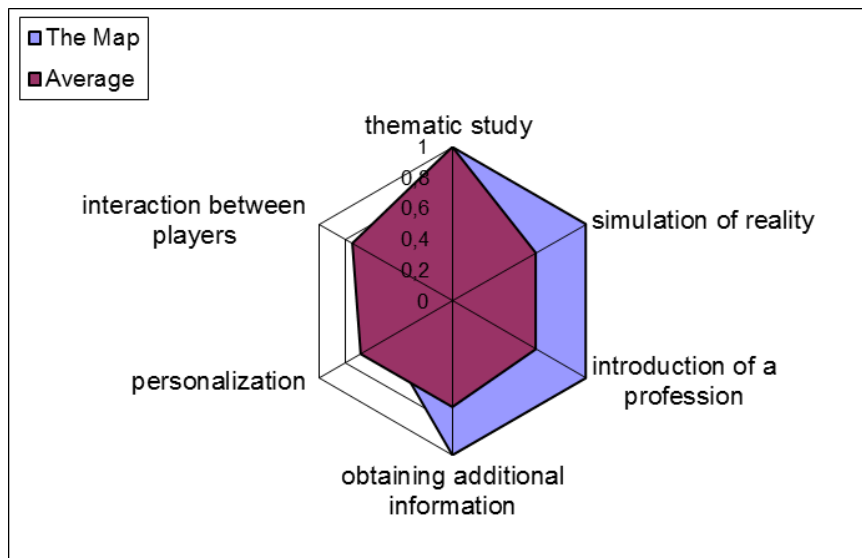 The Map
Average
thematic study
1
0,8
0,6
0,4
0,2
0
interaction between
players
simulation of reality
personalization
introduction of a
profession
obtaining additional
information